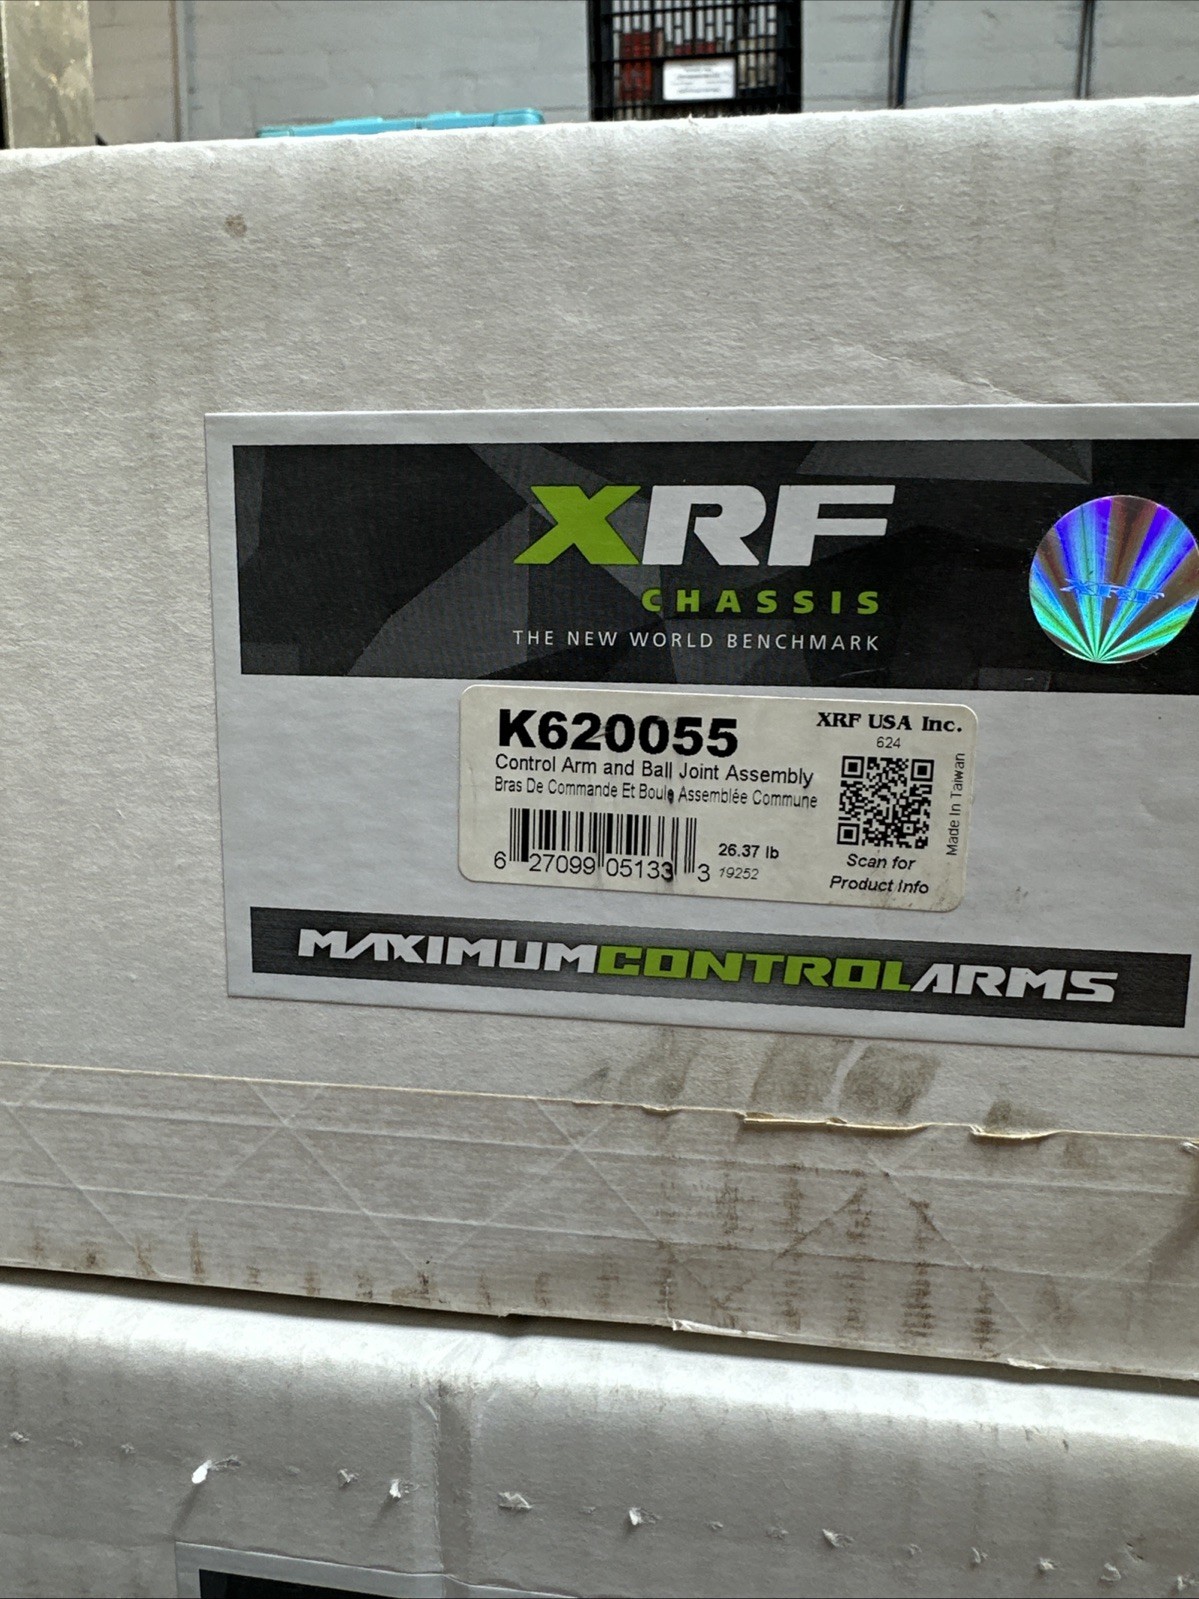 XRF
CHASSIS
THE NEW WORLD BENCHMARK
XRF
K620055
Control Arm and Ball Joint Assembly
Bras De Commande Et Boule Assemblée Commune
6 27099 05133 3
26.37 lb
19252
XRF USA Inc.
624
Made In Taiwan
Scan for
Product Info
MAXIMUMCONTROLARMS